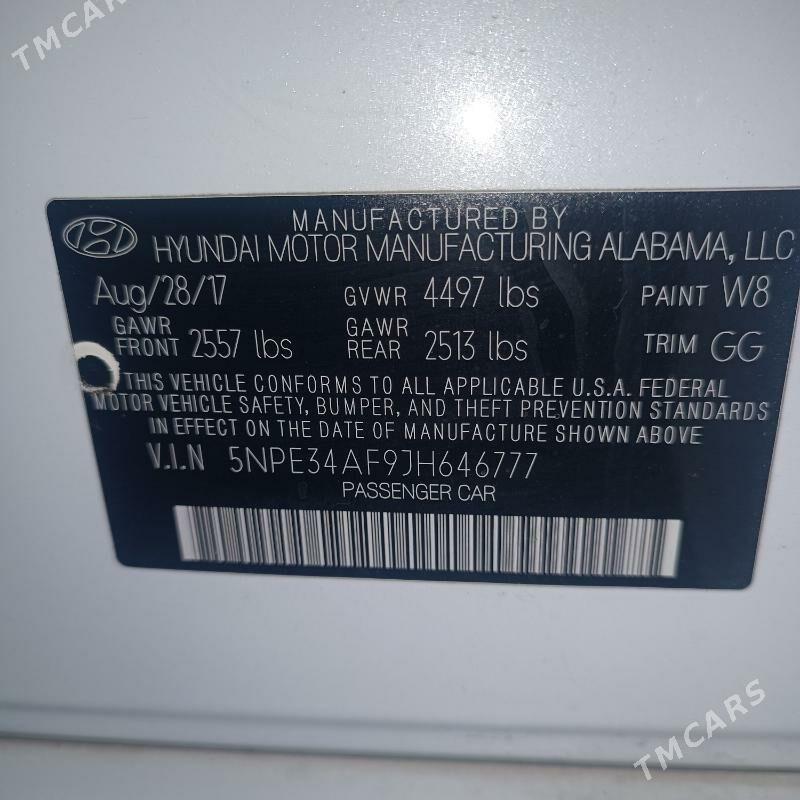 TMCARS
MANUFACTURED BY
HYUNDAI MOTOR MANUFACTURING ALABAMA, LLC
Aug/28/17 GVWR 4497 lbs PAINT W8
GAWR FRONT 2557 lbs GAWR REAR 2513 lbs TRIM GG
THIS VEHICLE CONFORMS TO ALL APPLICABLE U.S.A. FEDERAL
MOTOR VEHICLE SAFETY, BUMPER, AND THEFT PREVENTION STANDARDS
IN EFFECT ON THE DATE OF MANUFACTURE SHOWN ABOVE
V.I.N 5NPE34AF9JH646777
PASSENGER CAR
TMCARS